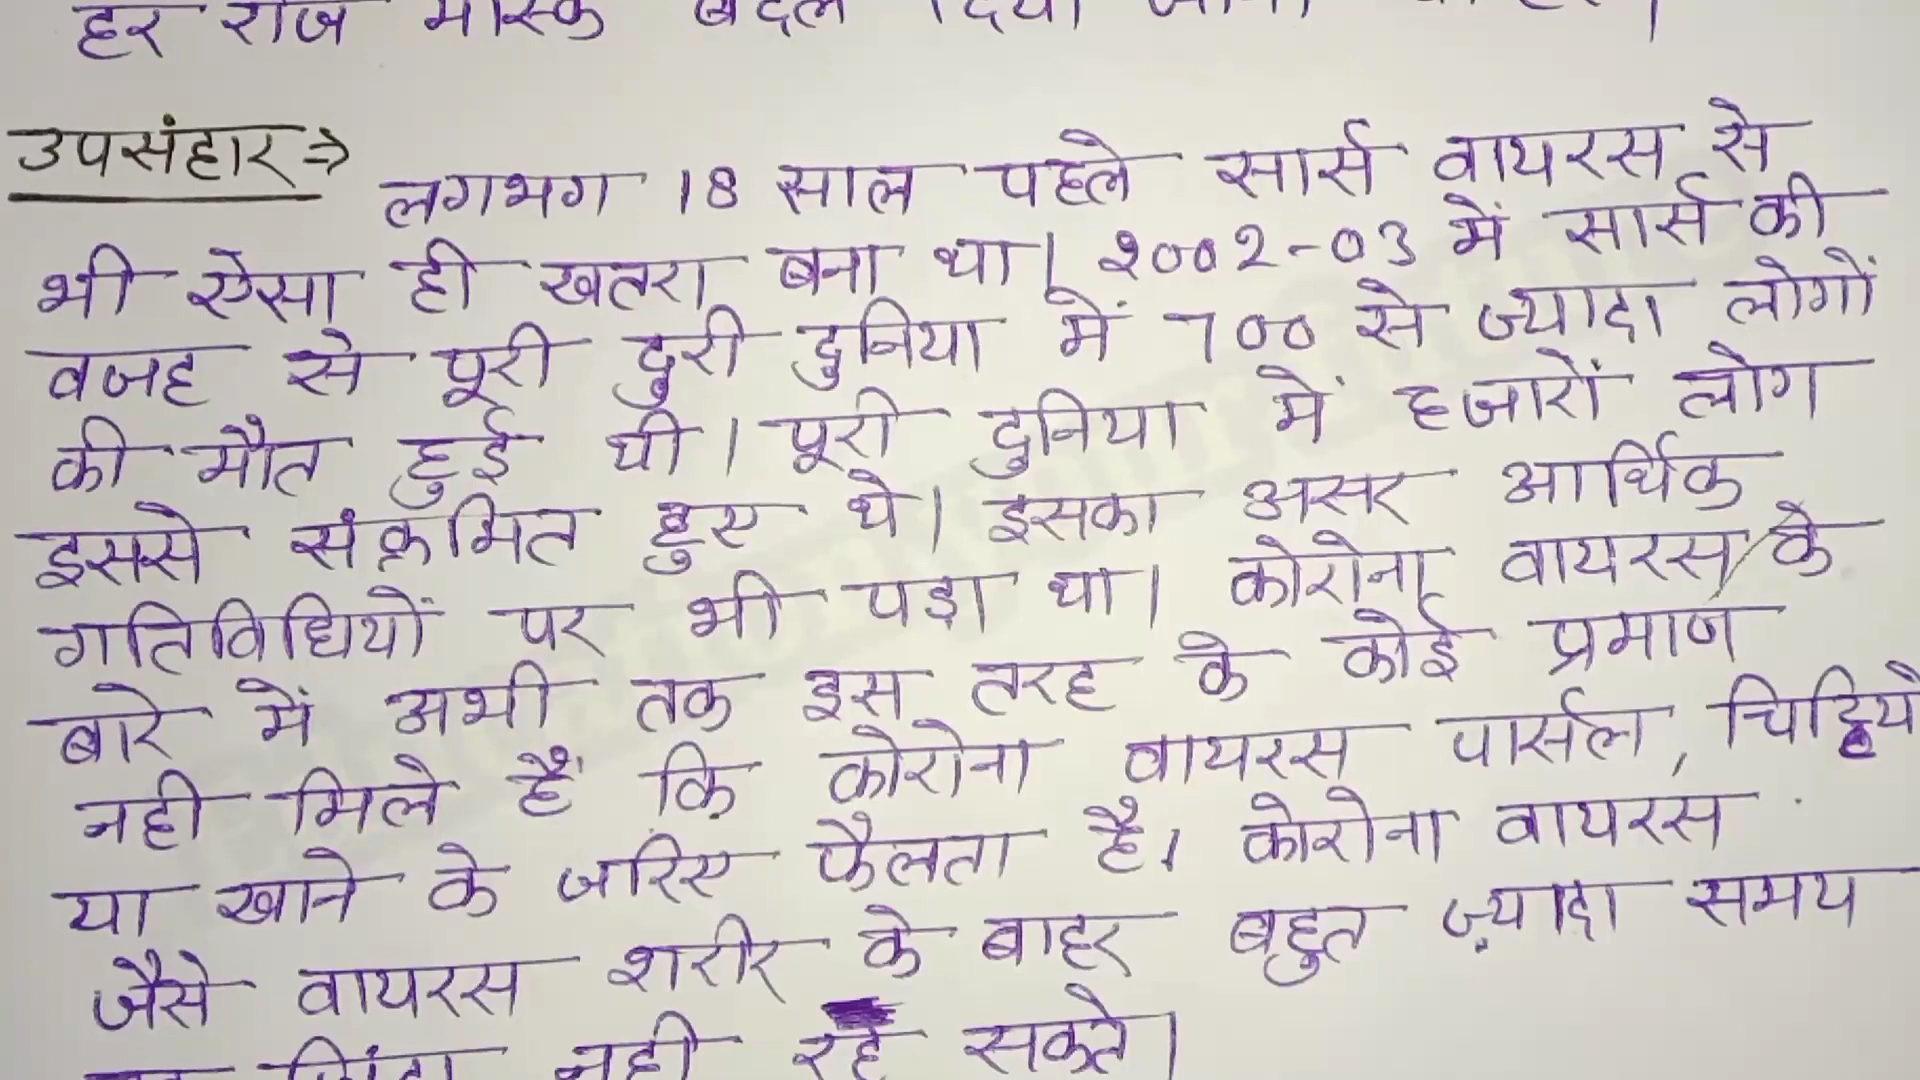 हर रोज मास्क बदल दिया जाना
उपसंहार⇒
लगभग 18 साल पहले सार्स वायरस से
भी ऐसा ही खतरा बना था। 2002-03 में सार्स की
वजह से पूरी दुरी दुनिया में 700 से ज्यादा लोगों
की मौत हुई थी। पूरी दुनिया में हजारों लोग
इससे संक्रमित हुए थे। इसका असर आर्थिक
गतिविधियों पर भी पड़ा था। कोरोना वायरस के
बारे में अभी तक इस तरह के कोई प्रमाण
नही मिले हैं कि कोरोना वायरस पार्सल,
या खाने के जरिए फैलता है। कोरोना वायरस
जैसे वायरस शरीर के बाहर बहुत ज़्यादा समय
नही रह सकते।